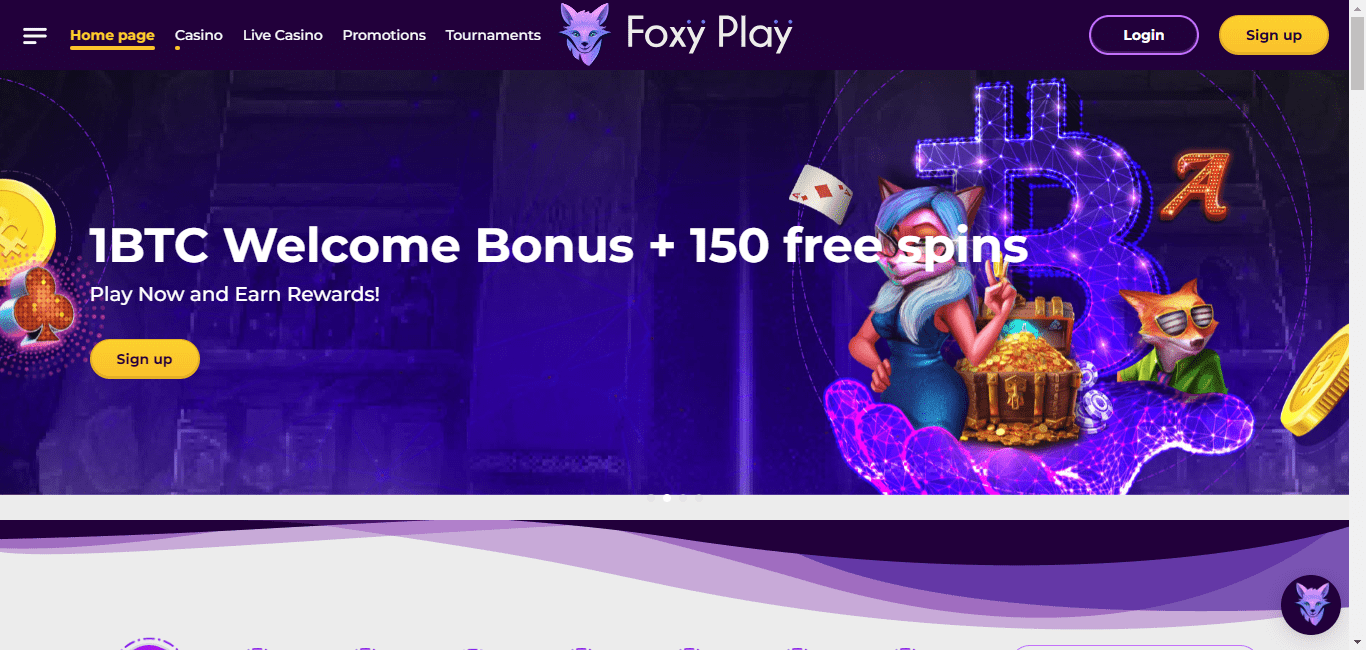 Home page
Casino
Live Casino
Promotions
Tournaments
Foxy Play
Login
Sign up
1BTC Welcome Bonus + 150 free spins
Play Now and Earn Rewards!
Sign up
A
A